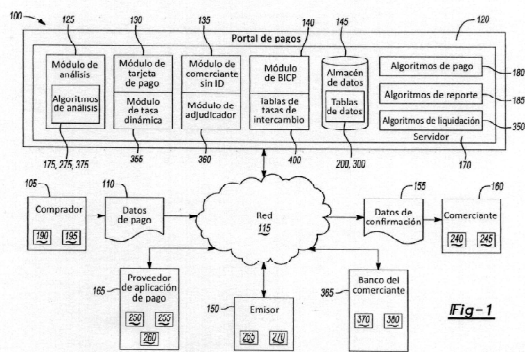 100
125
130
135
140
145
120
Portal de pagos
Módulo de análisis
Algoritmos de análisis
Módulo de tarjeta de pago
Módulo de tasa dinámica
Módulo de comerciante sin ID
Módulo de adjudicador
Módulo de BICP
Tablas de tasas de intercambio
Almacén de datos
Tablas de datos
Algoritmos de pago
Algoritmos de reporte
Algoritmos de liquidación
Servidor
180
185
350
175, 275, 375
366
360
400
200, 300
170
105
110
155
160
Comprador
190 195
Datos de pago
Red
115
Datos de confirmación
Comerciante
240 245
165
150
365
Proveedor de aplicación de pago
250 255
260
Emisor
265 270
Banco del comerciante
370 380
Fig-1